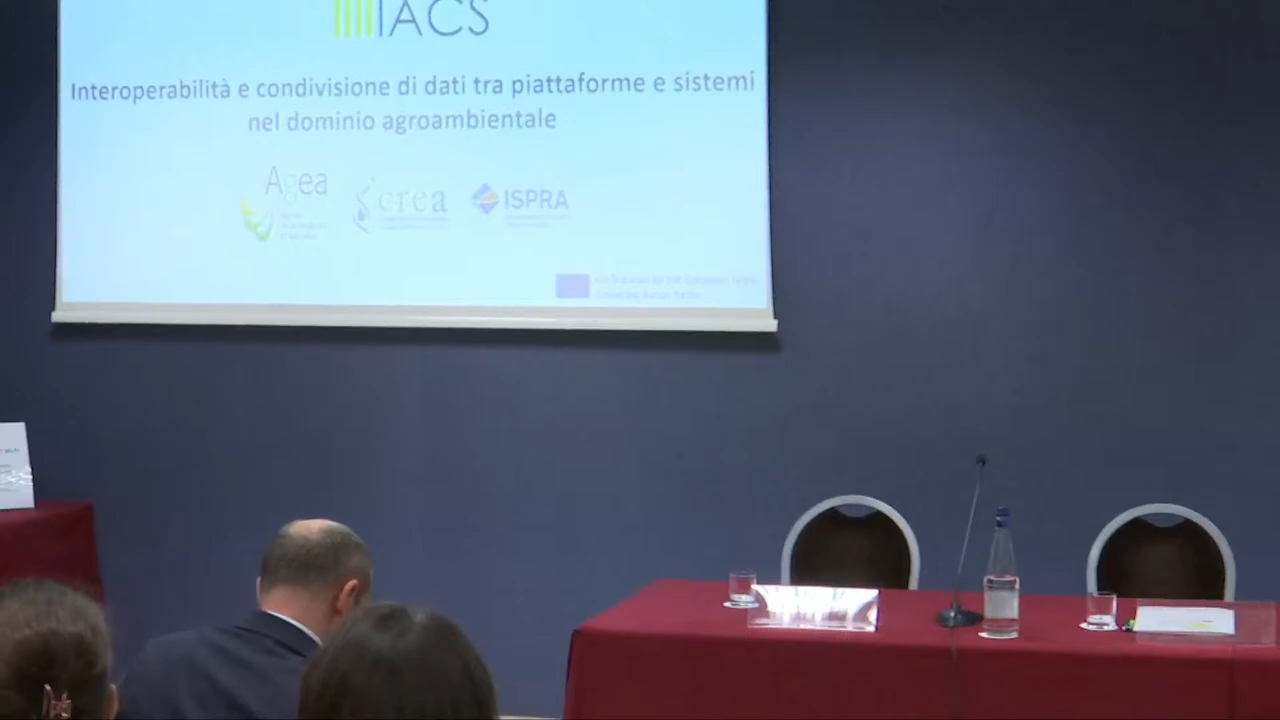 IACS
Interoperabilità e condivisione di dati tra piattaforme e sistemi
nel dominio agroambientale
Agea
crea
ISPRA